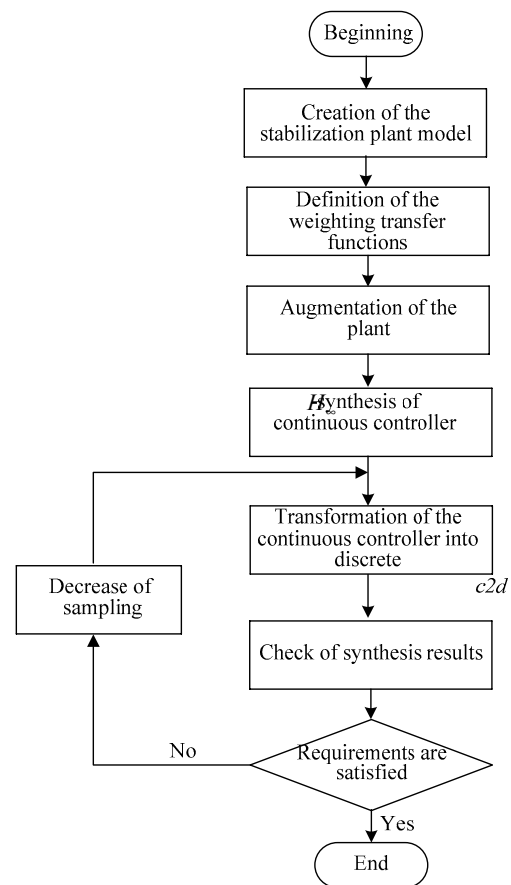 Beginning
Creation of the
stabilization plant model
Definition of the
weighting transfer
functions
Augmentation of the
plant
H∞-synthesis of
continuous controller
Transformation of the
continuous controller into
discrete
c2d
Decrease of
sampling
Check of synthesis results
No
Requirements are
satisfied
Yes
End